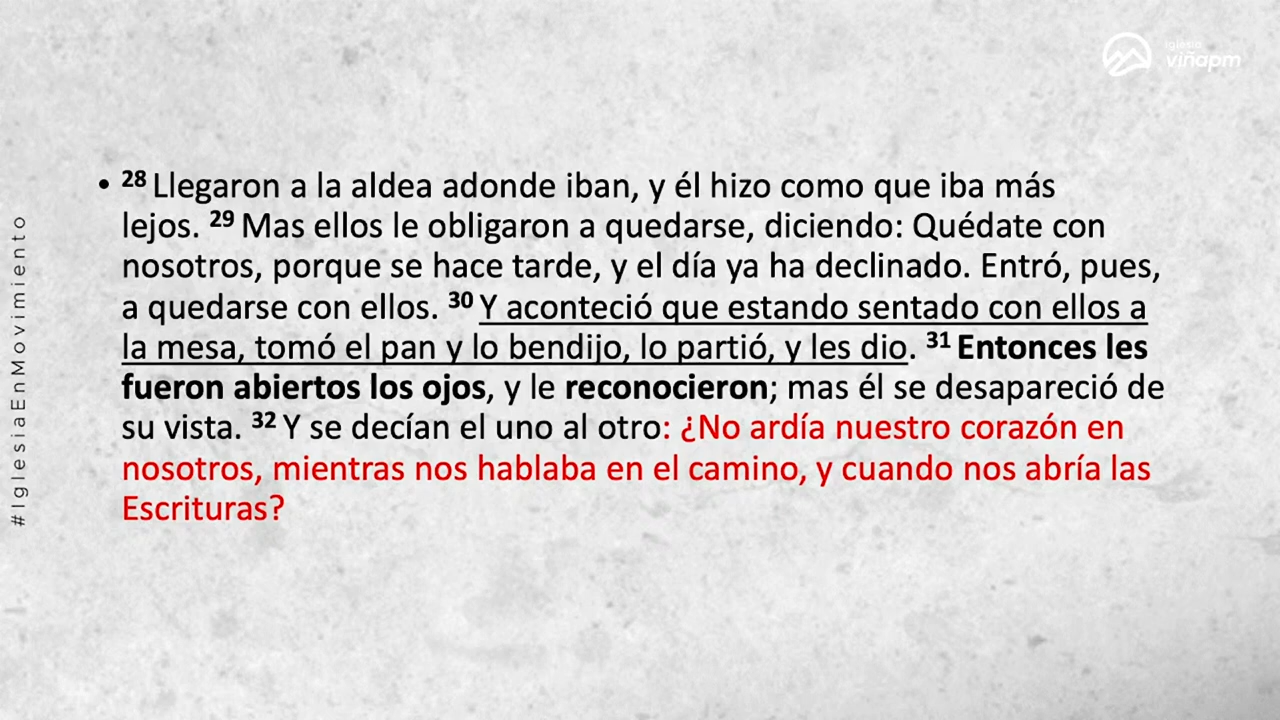 iglesia
viñapm
#IglesiaEnMovimiento
• 28 Llegaron a la aldea adonde iban, y él hizo como que iba más
lejos. 29 Mas ellos le obligaron a quedarse, diciendo: Quédate con
nosotros, porque se hace tarde, y el día ya ha declinado. Entró, pues,
a quedarse con ellos. 30 Y aconteció que estando sentado con ellos a
la mesa, tomó el pan y lo bendijo, lo partió, y les dio. 31 Entonces les
fueron abiertos los ojos, y le reconocieron; mas él se desapareció de
su vista. 32 Y se decían el uno al otro: ¿No ardía nuestro corazón en
nosotros, mientras nos hablaba en el camino, y cuando nos abría las
Escrituras?